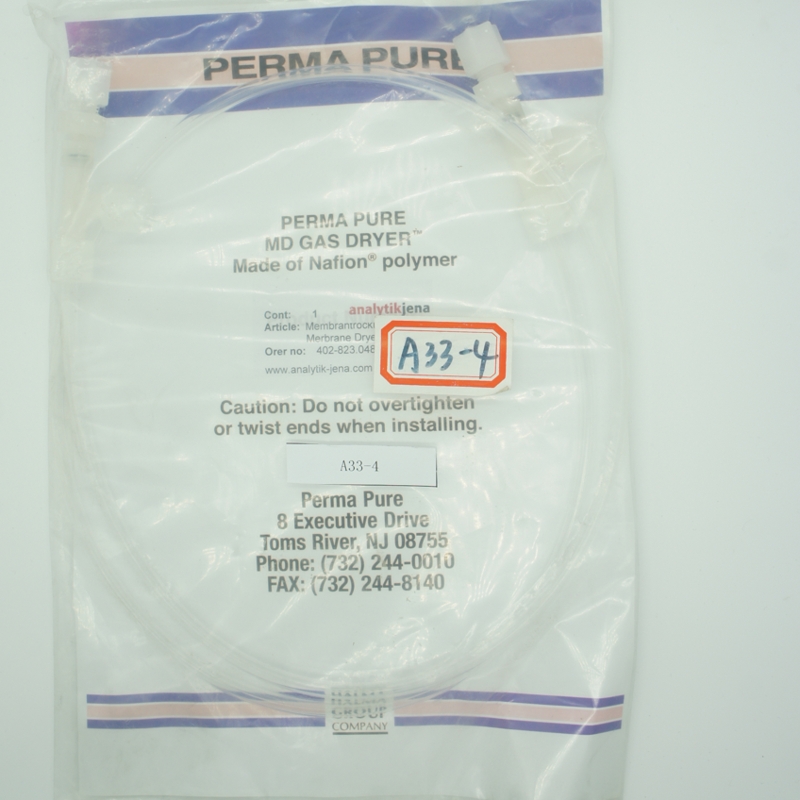 PERMA PURE
PERMA PURE
MD GAS DRYER™
Made of Nafion® polymer
analytikjena
Cont: 1
Article: Membrantrock
Merbrane Drye
Orer no: 402-823.048
www.analytik-jena.com
A33-4
Caution: Do not overtighten
or twist ends when installing.
A33-4
Perma Pure
8 Executive Drive
Toms River, NJ 08755
Phone: (732) 244-0010
FAX: (732) 244-8140
HALMA
GROUP
COMPANY